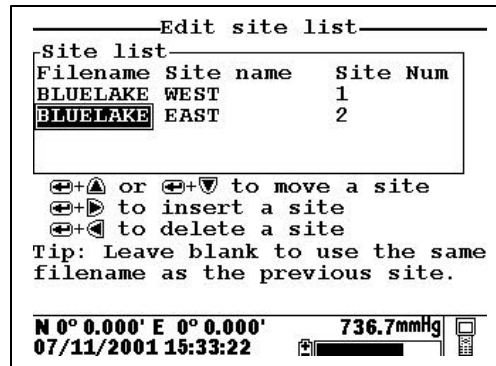 Edit site list
Site list
Filename Site name Site Num
BLUELAKE WEST 1
BLUELAKE EAST 2
+ or + to move a site
+ to insert a site
+ to delete a site
Tip: Leave blank to use the same
filename as the previous site.
N 0° 0.000' E 0° 0.000' 736.7mmHg
07/11/2001 15:33:22